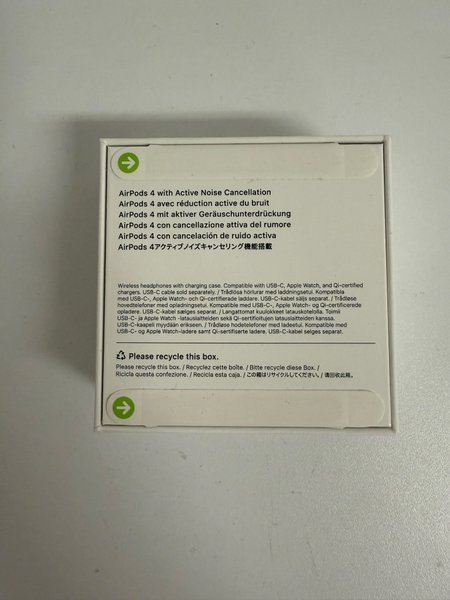 AirPods 4 with Active Noise Cancellation
AirPods 4 avec réduction active du bruit
AirPods 4 mit aktiver Geräuschunterdrückung
AirPods 4 con cancellazione attiva del rumore
AirPods 4 con cancelación de ruido activa
AirPods 4アクティブノイズキャンセリング機能搭載
Wireless headphones with charging case. Compatible with USB-C, Apple Watch, and Qi-certified
chargers. USB-C cable sold separately. / Trådlösa hörlurar med laddningsetui. Kompatibla
med USB-C-, Apple Watch- och Qi-certifierade laddare. USB-C-kabel säljs separat. / Trådløse
hovedtelefoner med opladningsetui. Kompatible med USB-C-, Apple Watch- og Qi-certificerede
opladere. USB-C-kabel sælges separat. / Langattomat kuulokkeet latauskotelolla. Toimii
USB-C- ja Apple Watch -latauslaitteiden sekä Qi-sertifioitujen latauslaitteiden kanssa.
USB-C-kaapeli myydään erikseen. / Trådløse hodetelefoner med ladeetui. Kompatible med
USB-C- og Apple Watch-ladere samt Qi-sertifiserte ladere. USB-C-kabel selges separat.
Please recycle this box.
Please recycle this box. / Recyclez cette boîte. / Bitte recycle diese Box. /
Ricicla questa confezione. / Recicla esta caja. / この箱はリサイクルしてください。/ 请回收此箱。